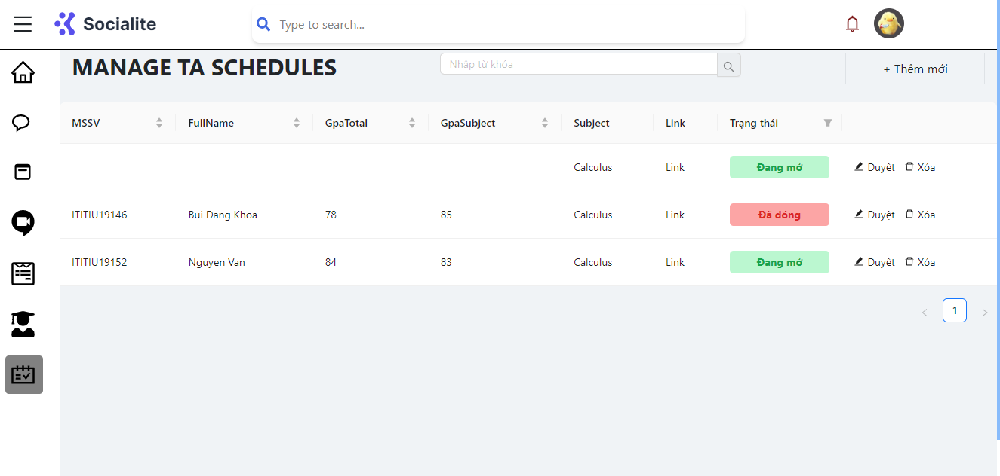 Socialite
Type to search...
MANAGE TA SCHEDULES
Nhập từ khóa
+ Thêm mới
MSSV FullName GpaTotal GpaSubject Subject Link Trạng thái
Calculus Link Đang mở Duyệt Xóa
ITITIU19146 Bui Dang Khoa 78 85 Calculus Link Đã đóng Duyệt Xóa
ITITIU19152 Nguyen Van 84 83 Calculus Link Đang mở Duyệt Xóa
< 1 >